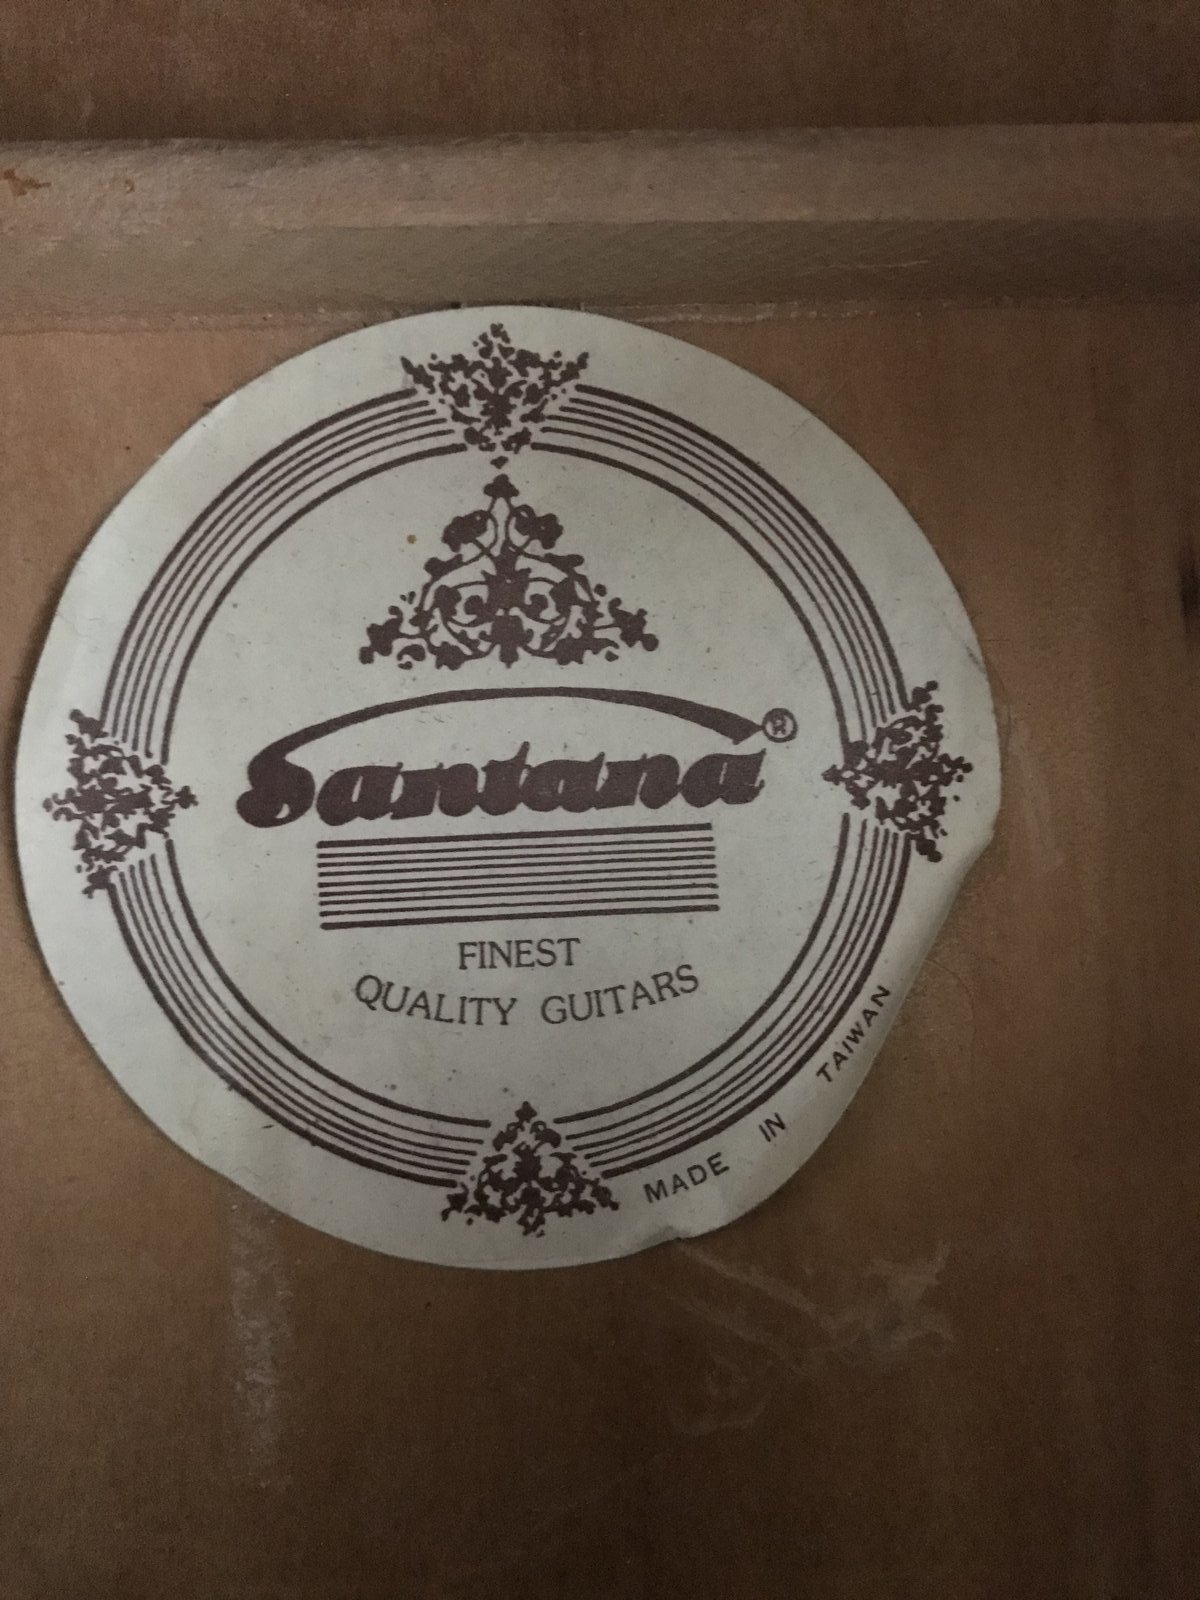 Santana®
FINEST
QUALITY GUITARS
MADE IN TAIWAN